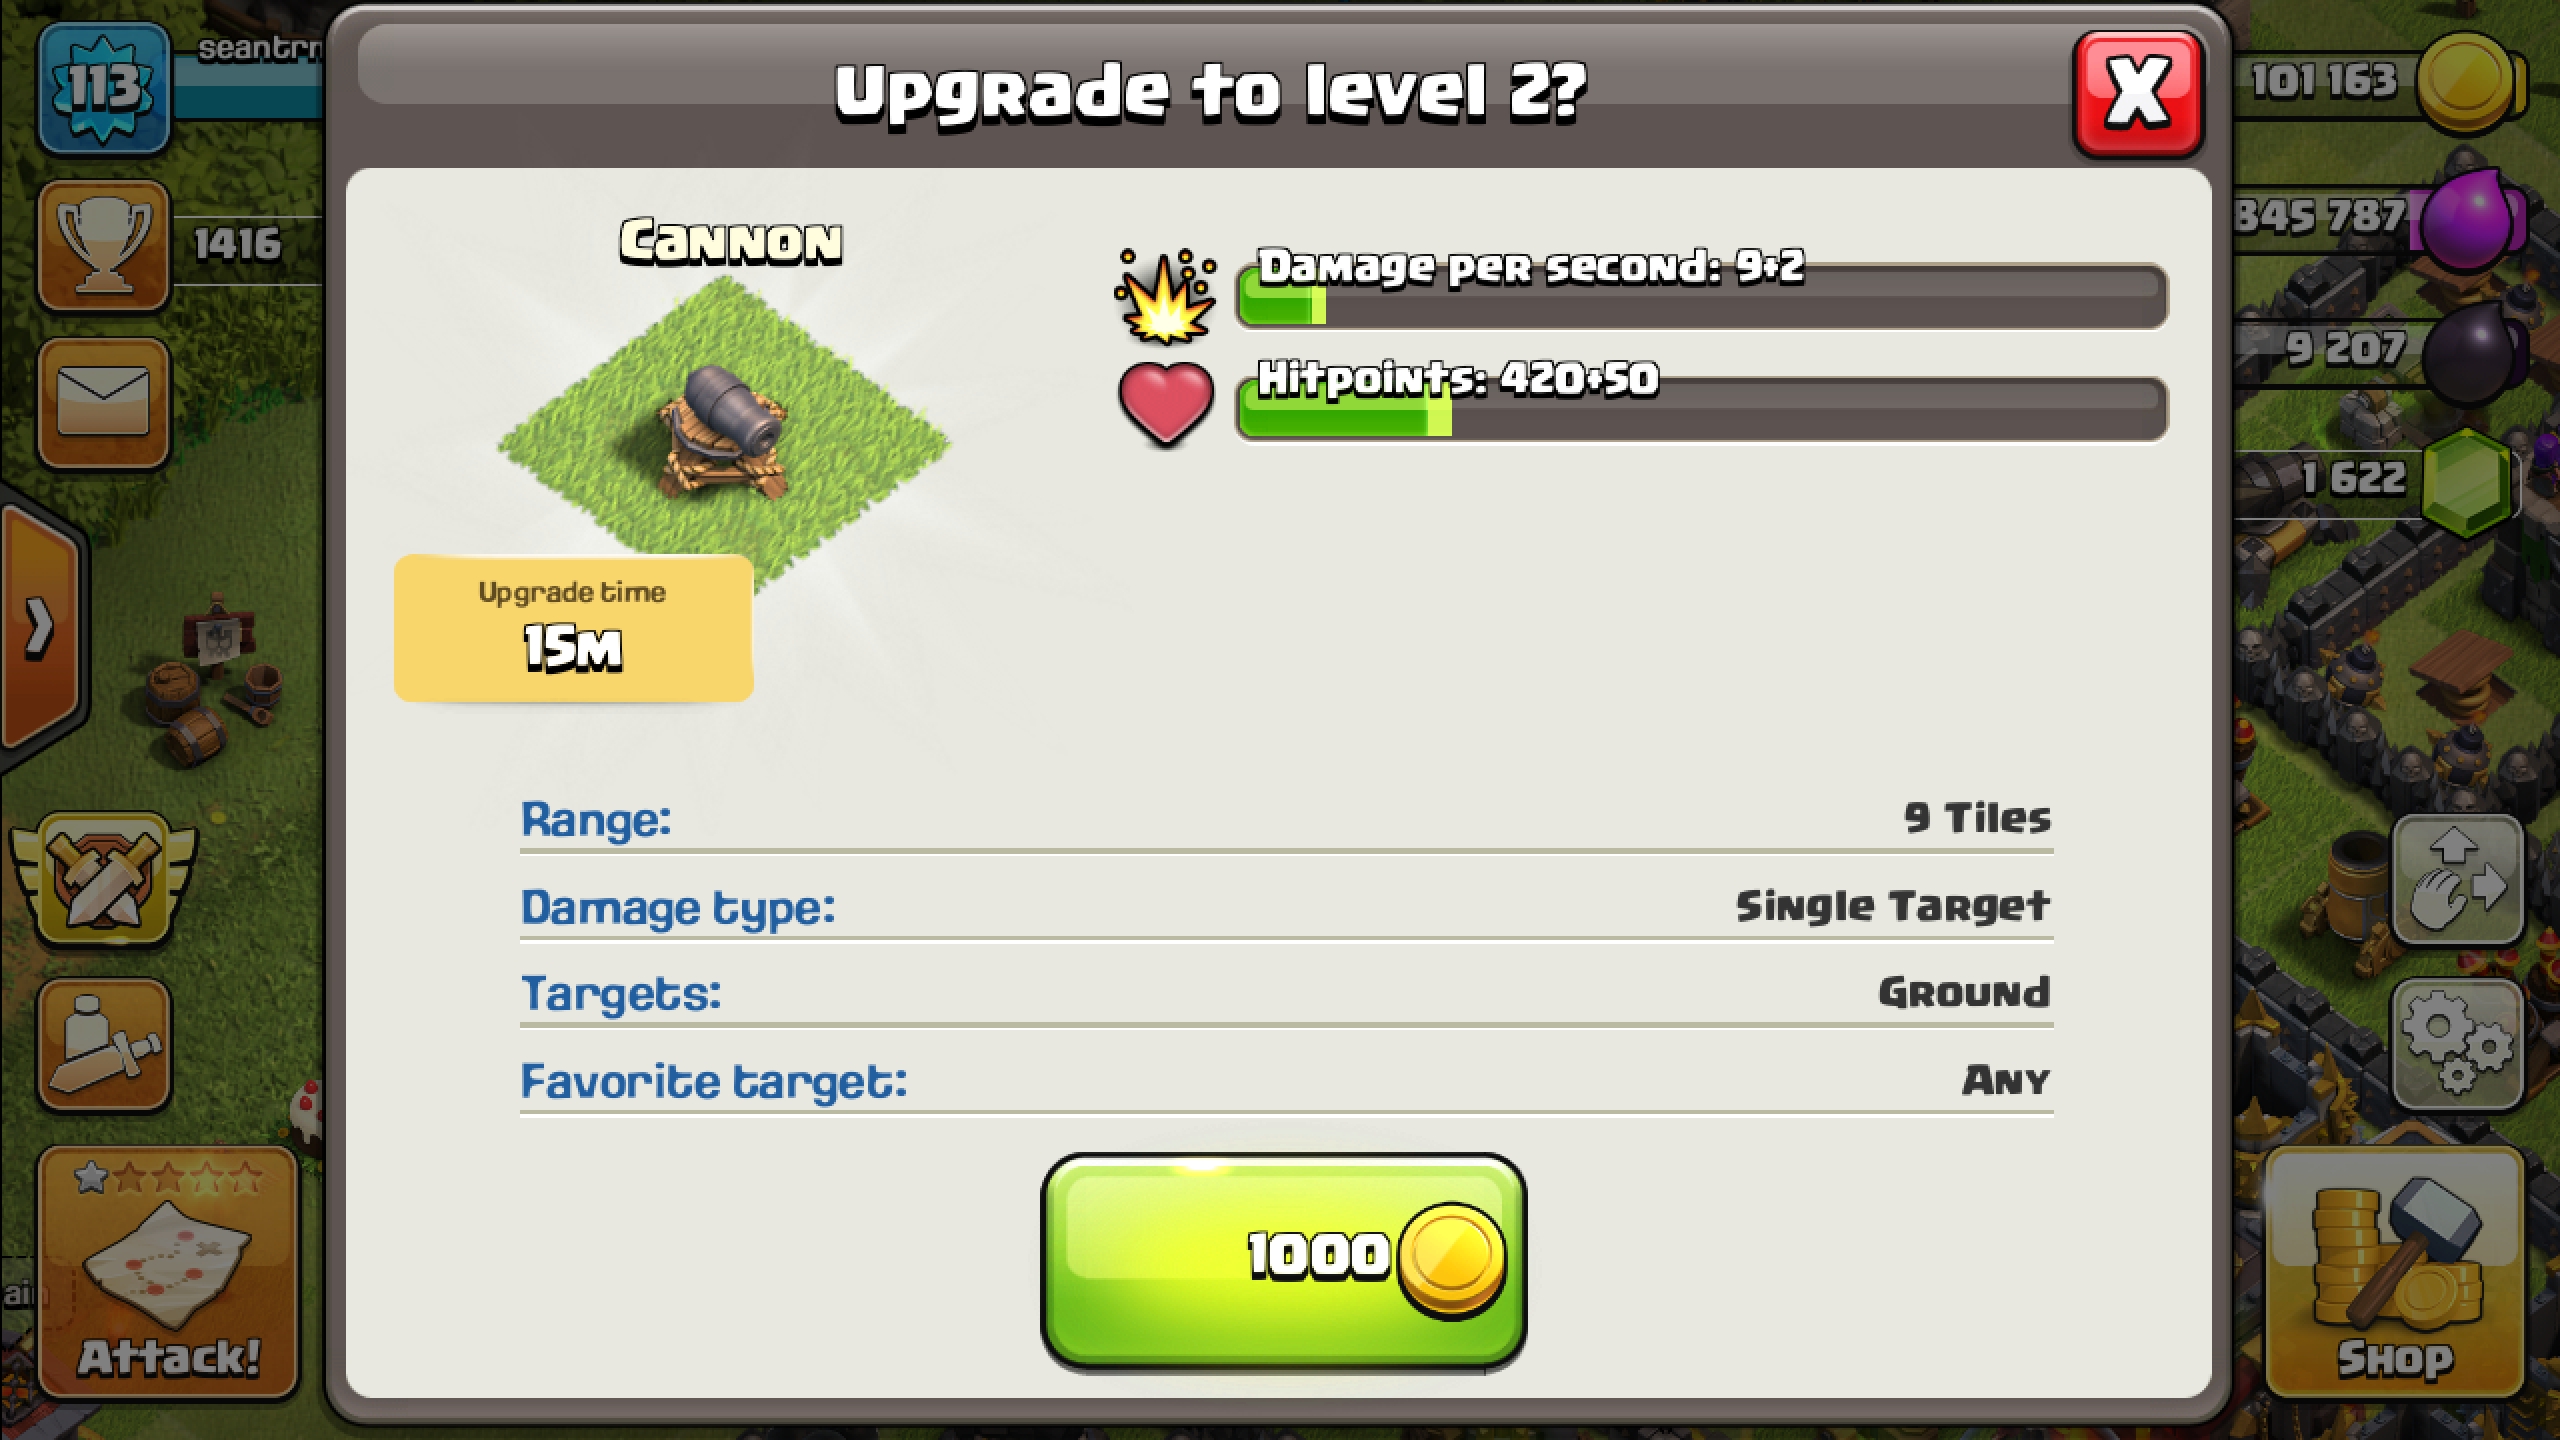 Upgrade to level 2?
X
113
seantrn
1416
101 163
845 787
9 207
1 622
Cannon
Damage per second: 9+2
Hitpoints: 420+50
Upgrade time
15m
Range: 9 Tiles
Damage type: Single Target
Targets: Ground
Favorite target: Any
1000
Attack!
Shop